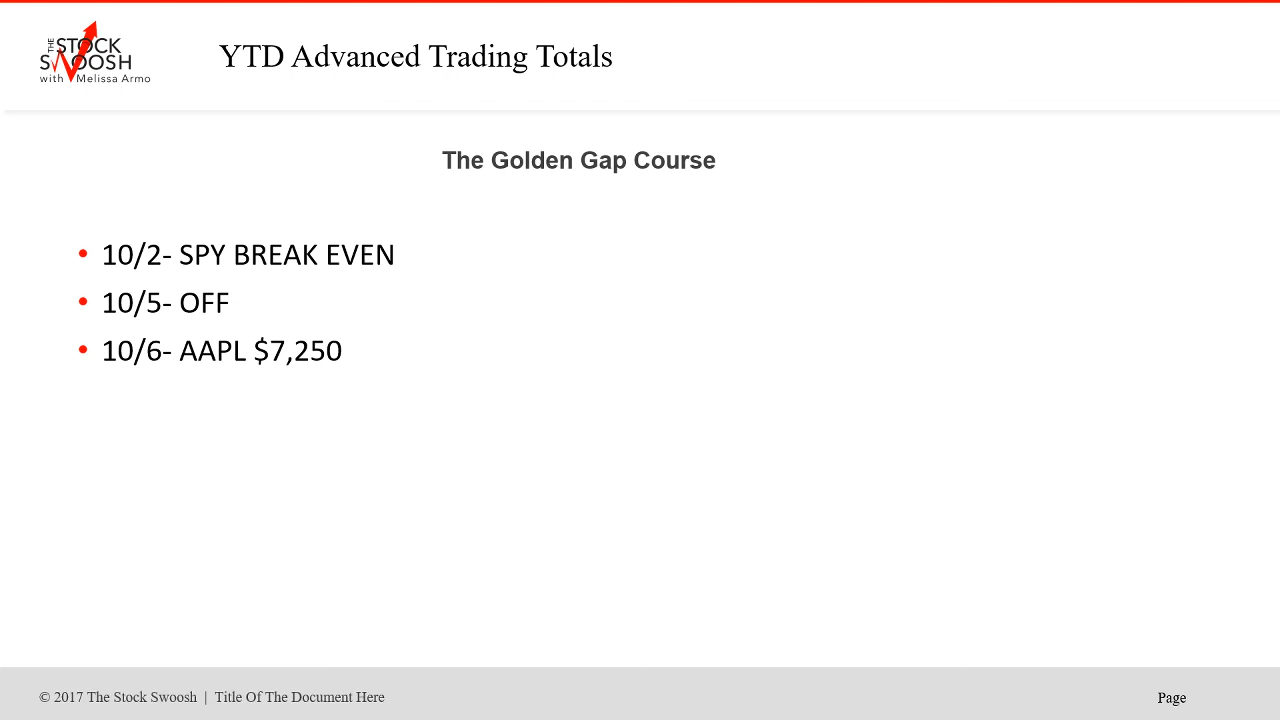 THE STOCK
SWOOSH
with Melissa Armo
YTD Advanced Trading Totals
The Golden Gap Course
• 10/2- SPY BREAK EVEN
• 10/5- OFF
• 10/6- AAPL $7,250
© 2017 The Stock Swoosh | Title Of The Document Here
Page